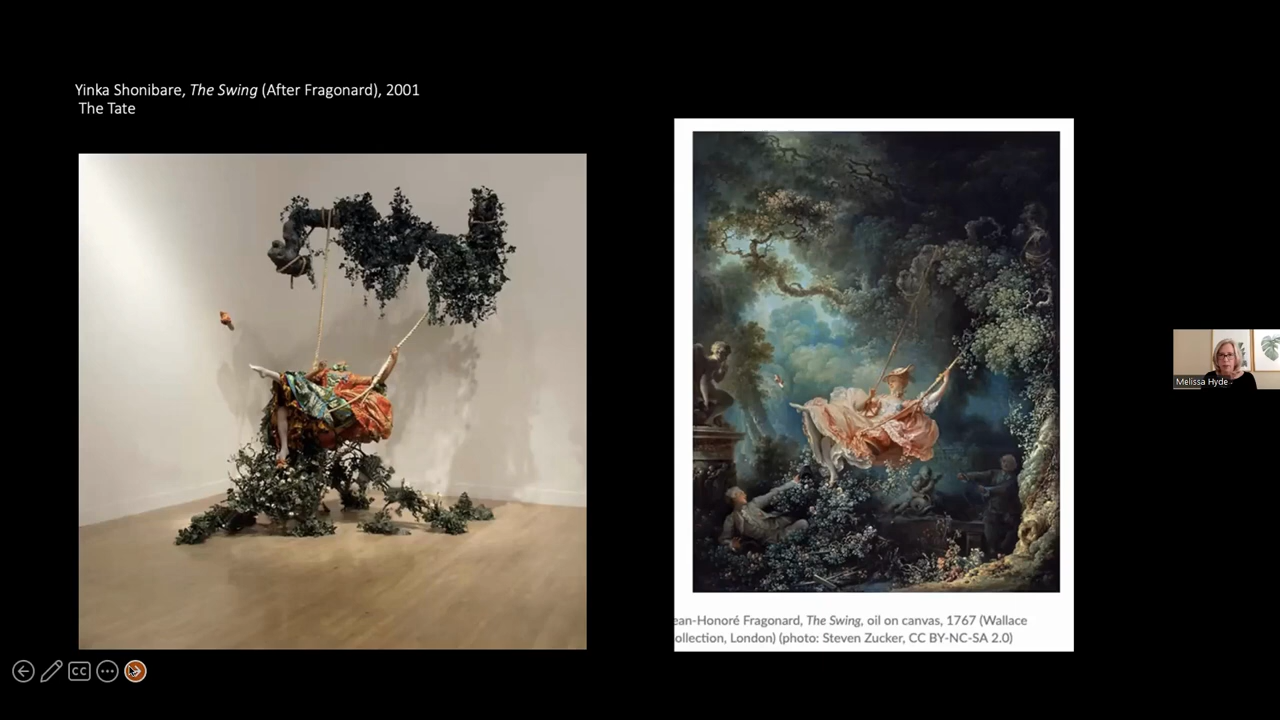 Yinka Shonibare, The Swing (After Fragonard), 2001
The Tate
ean-Honoré Fragonard, The Swing, oil on canvas, 1767 (Wallace
ollection, London) (photo: Steven Zucker, CC BY-NC-SA 2.0)
Melissa Hyde
CC